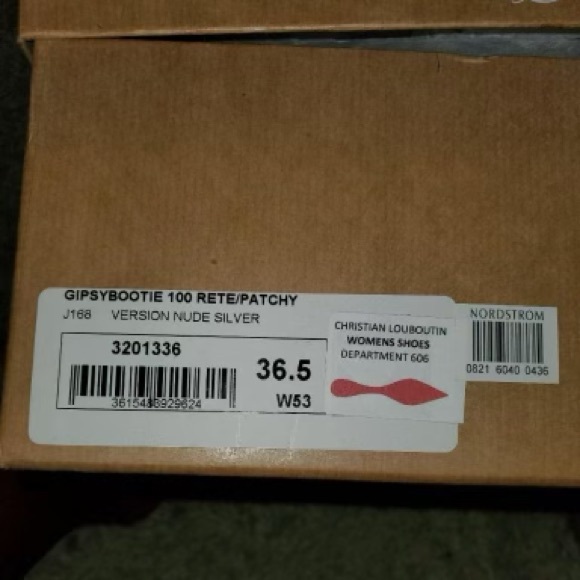 GIPSYBOOTIE 100 RETE/PATCHY
J168 VERSION NUDE SILVER
3201336
36.5
3615483929624
W53
CHRISTIAN LOUBOUTIN
WOMENS SHOES
DEPARTMENT 606
NORDSTROM
0821 6040 0436